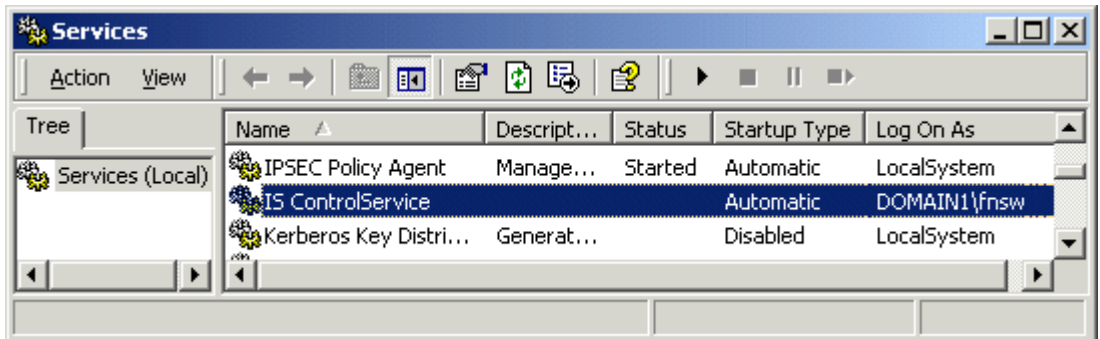 Services
Action View
Tree
Name Descript... Status Startup Type Log On As
Services (Local)
IPSEC Policy Agent Manage... Started Automatic LocalSystem
IS ControlService Automatic DOMAIN1\fnsw
Kerberos Key Distri... Generat... Disabled LocalSystem